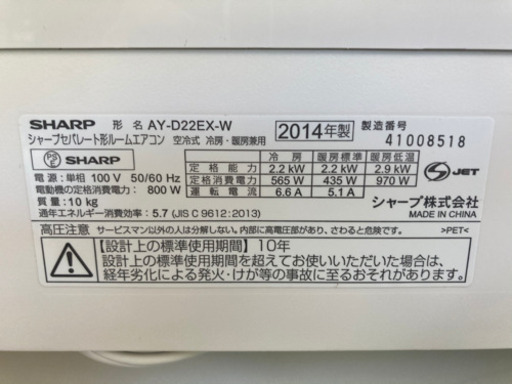 SHARP 形 名 AY-D22EX-W 2014年製 製造番号
シャープセパレート形ルームエアコン 空冷式 冷房・暖房兼用 41008518
PSE SHARP
冷 房 暖房標準 暖房低温
電 源：単相 100 V 50/60 Hz 定 格 能 力 2.2 kW 2.2 kW 2.9 kW JET
電動機の定格消費電力： 800 W 定格消費電力 565 W 435 W 970 W
質量：10 kg 運 転 電 流 6.6 A 5.1 A
通年エネルギー消費効率： 5.7 (JIS C 9612：2013) シャープ株式会社
MADE IN CHINA
高圧注意 サービスマン以外の人は分解しない。内部に高電圧部があり、さわると危険です。 >PET<
【設計上の標準使用期間】10年
設計上の標準使用期間を超えてお使いいただいた場合は、
経年劣化による発火・けが等の事故に至るおそれがあります。